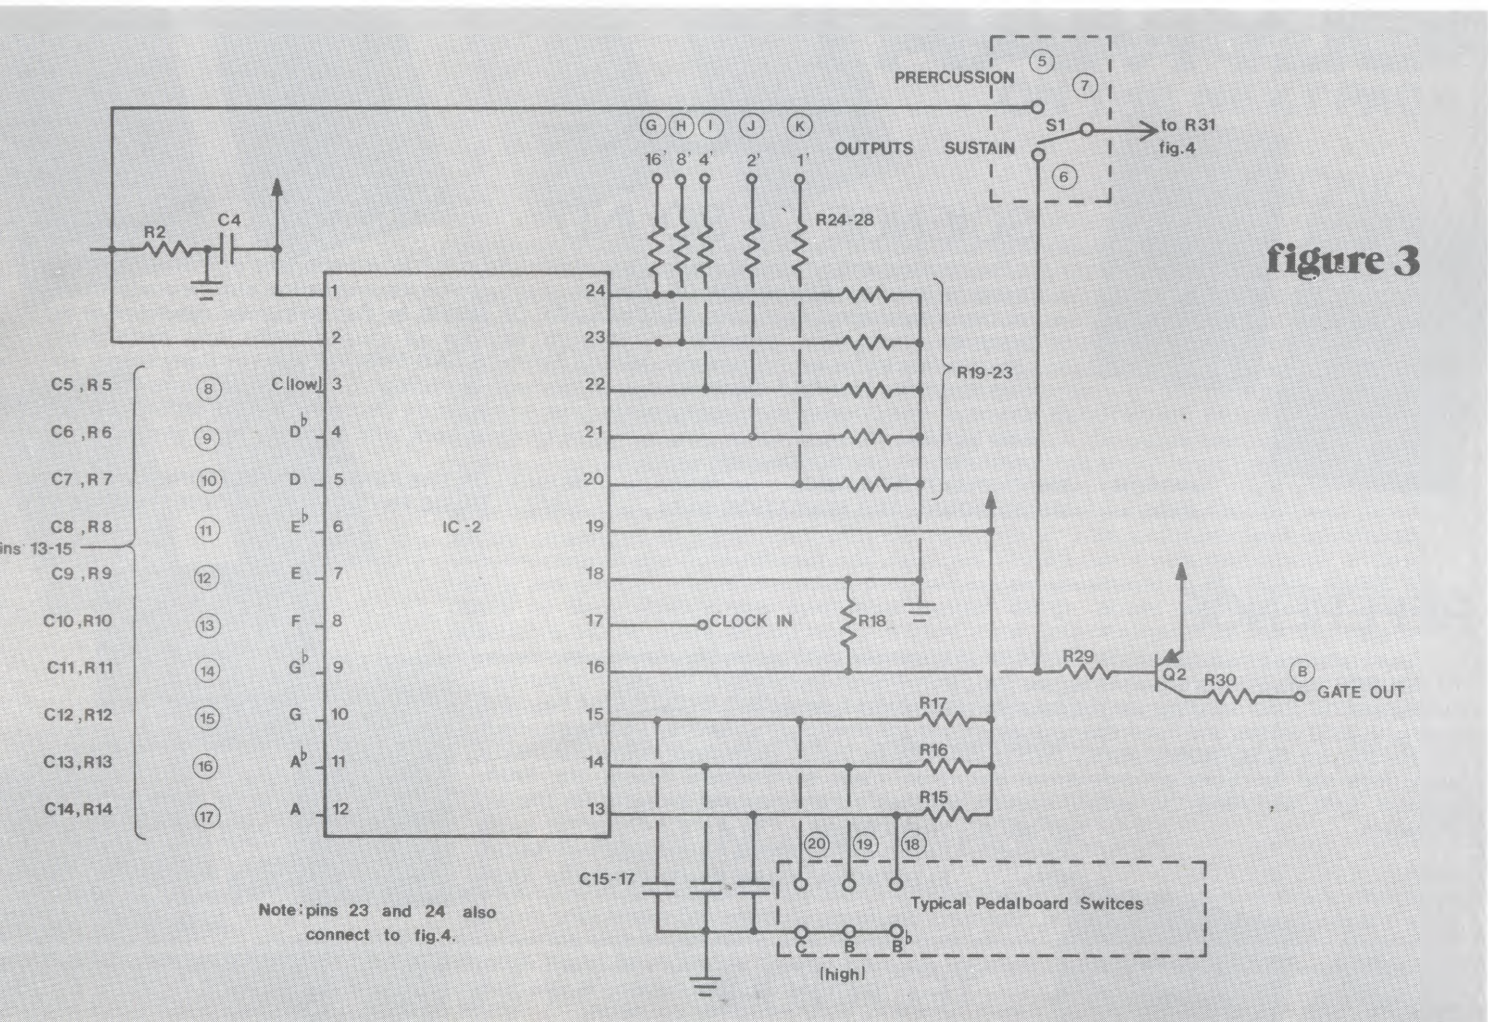 5
PRERCUSSION
7
G H I J K
S1
to R31
fig.4
16' 8' 4' 2' 1'
OUTPUTS SUSTAIN
6
R24-28
R2
C4
figure 3
1
24
2
23
R19-23
C5,R5 8 C(low) 3
22
C6,R6 9 D♭ 4
21
C7,R7 10 D 5
20
C8,R8 11 E♭ 6
IC-2
19
13-15
C9,R9 12 E 7
18
C10,R10 13 F 8
17
CLOCK IN
R18
C11,R11 14 G♭ 9
16
R29
Q2
R30
B
GATE OUT
C12,R12 15 G 10
15
R17
C13,R13 16 A♭ 11
14
R16
C14,R14 17 A 12
13
R15
20 19 18
C15-17
Typical Pedalboard Switces
Note: pins 23 and 24 also
connect to fig.4.
C B B♭
(high)